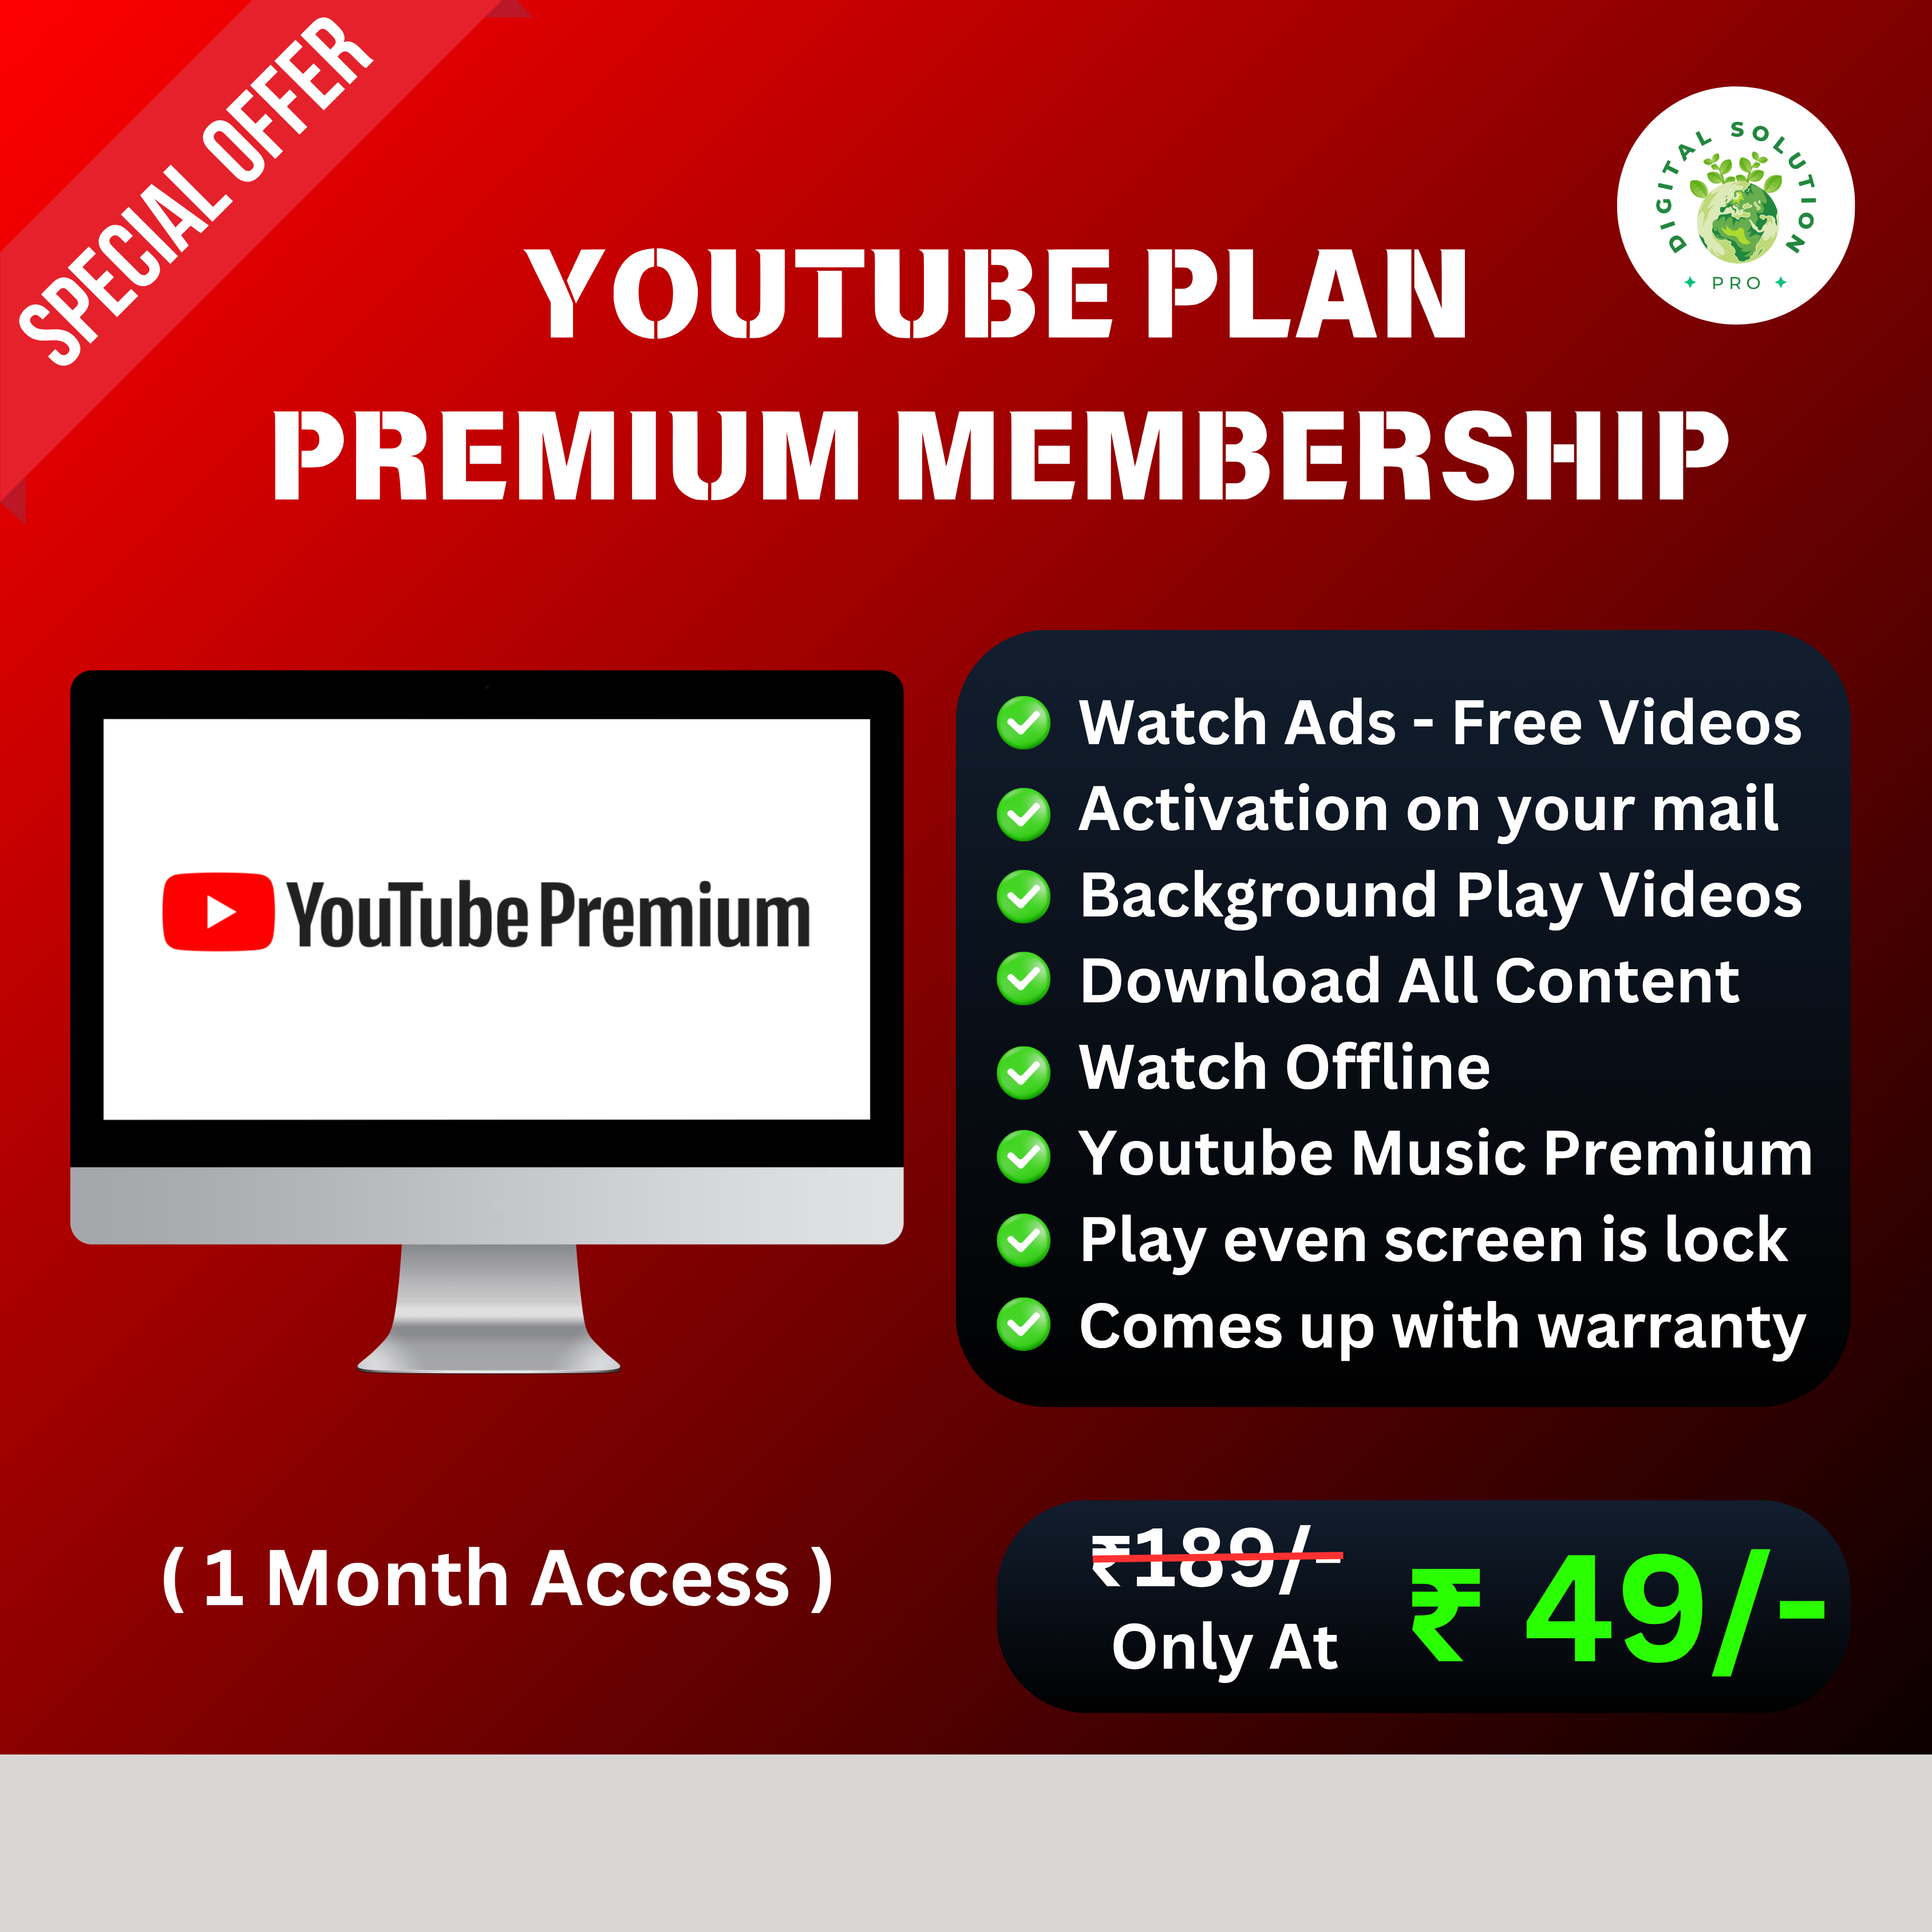 SPECIAL OFFER
DIGITAL SOLUTION
PRO
YOUTUBE PLAN
PREMIUM MEMBERSHIP
YouTube Premium
Watch Ads - Free Videos
Activation on your mail
Background Play Videos
Download All Content
Watch Offline
Youtube Music Premium
Play even screen is lock
Comes up with warranty
( 1 Month Access )
₹189/-
Only At
₹ 49/-